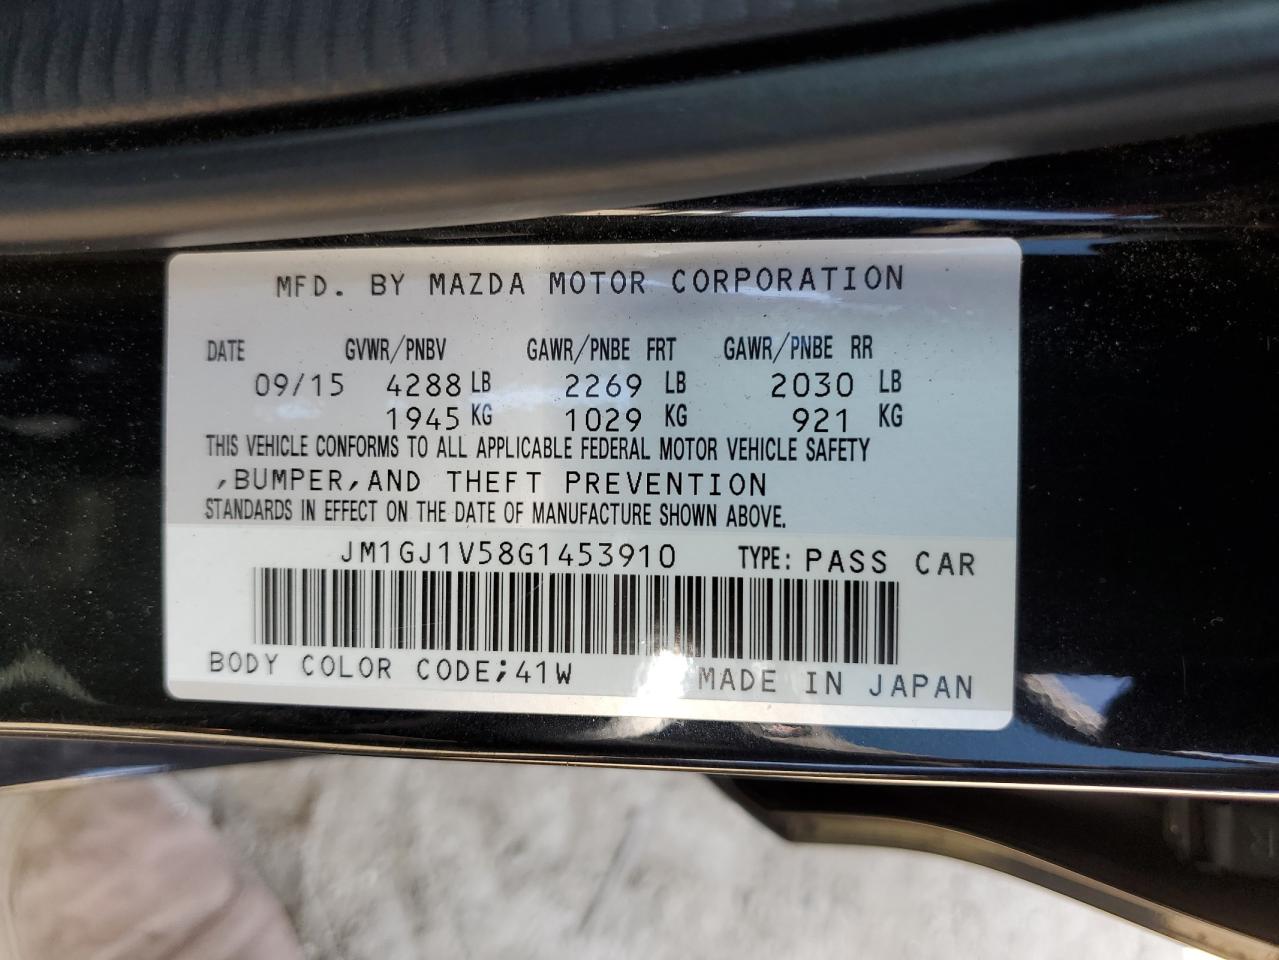 MFD. BY MAZDA MOTOR CORPORATION
DATE GVWR/PNBV GAWR/PNBE FRT GAWR/PNBE RR
09/15 4288 LB 2269 LB 2030 LB
1945 KG 1029 KG 921 KG
THIS VEHICLE CONFORMS TO ALL APPLICABLE FEDERAL MOTOR VEHICLE SAFETY
,BUMPER,AND THEFT PREVENTION
STANDARDS IN EFFECT ON THE DATE OF MANUFACTURE SHOWN ABOVE.
JM1GJ1V58G1453910 TYPE: PASS CAR
BODY COLOR CODE;41W MADE IN JAPAN